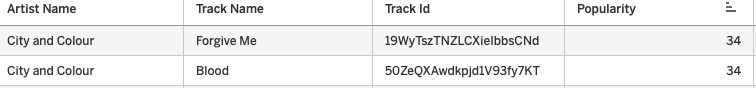 Artist Name Track Name Track Id Popularity
City and Colour Forgive Me 19WyTszTNZLCXielbbsCNd 34
City and Colour Blood 50ZeQXAwdkpjd1V93fy7KT 34